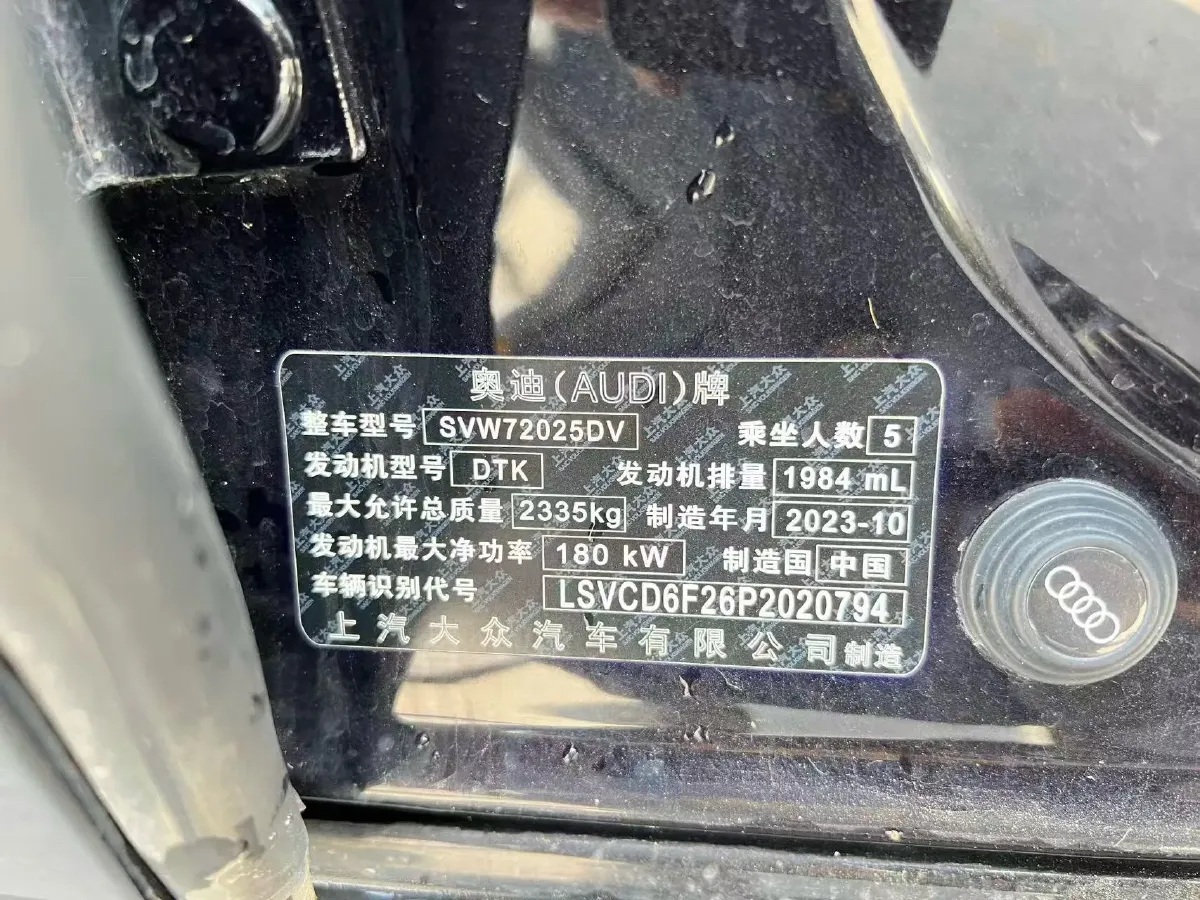 奥迪(AUDI)牌
整车型号 SVW72025DV 乘坐人数 5
发动机型号 DTK 发动机排量 1984 mL
最大允许总质量 2335kg 制造年月 2023-10
发动机最大净功率 180 kW 制造国 中国
车辆识别代号 LSVCD6F26P2020794
上汽大众汽车有限公司制造